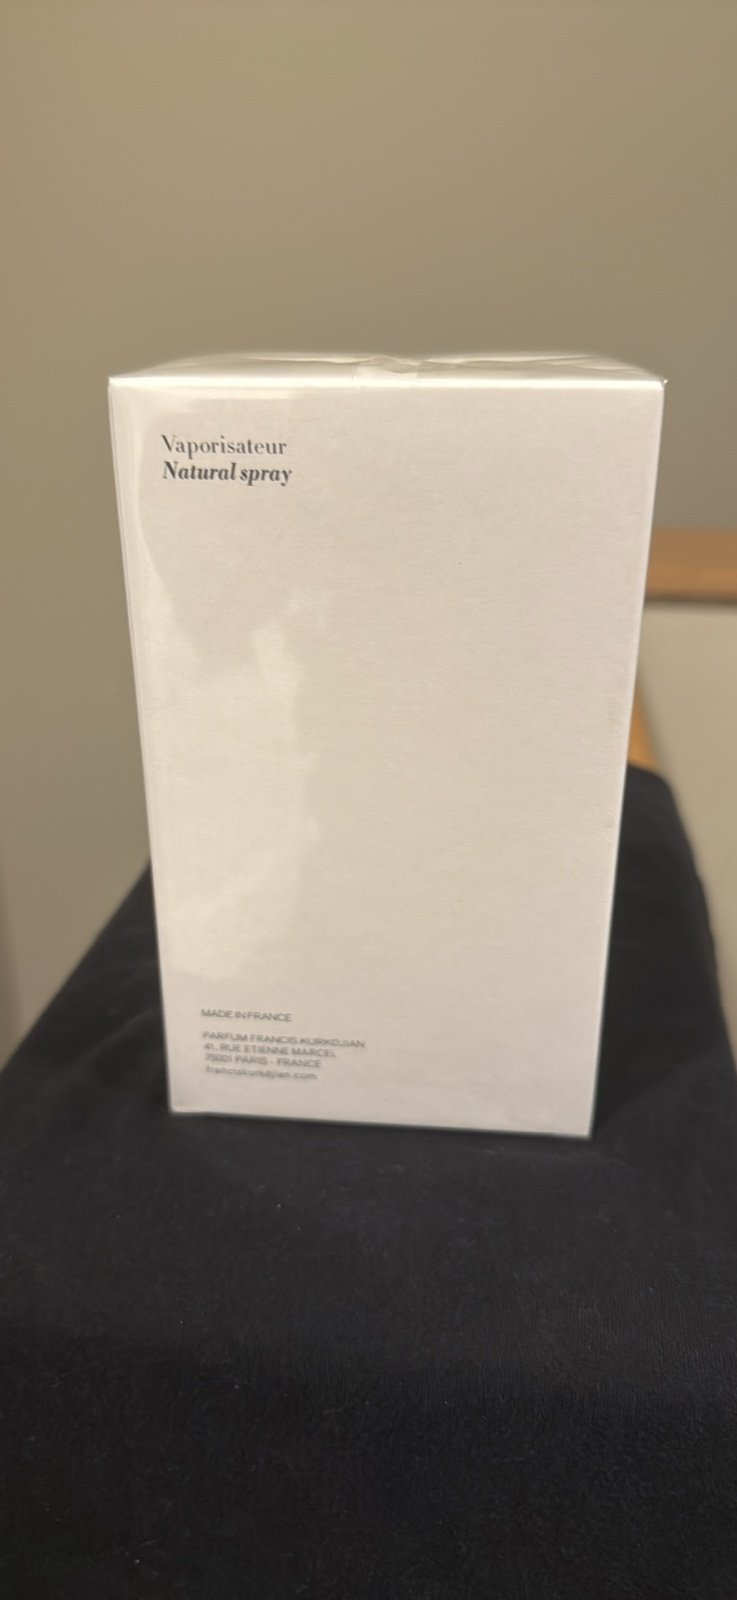 Vaporisateur
Natural spray
MADE IN FRANCE
PARFUM FRANCIS KURKDJIAN
41, RUE ETIENNE MARCEL
75001 PARIS - FRANCE
franciskurkdjian.com